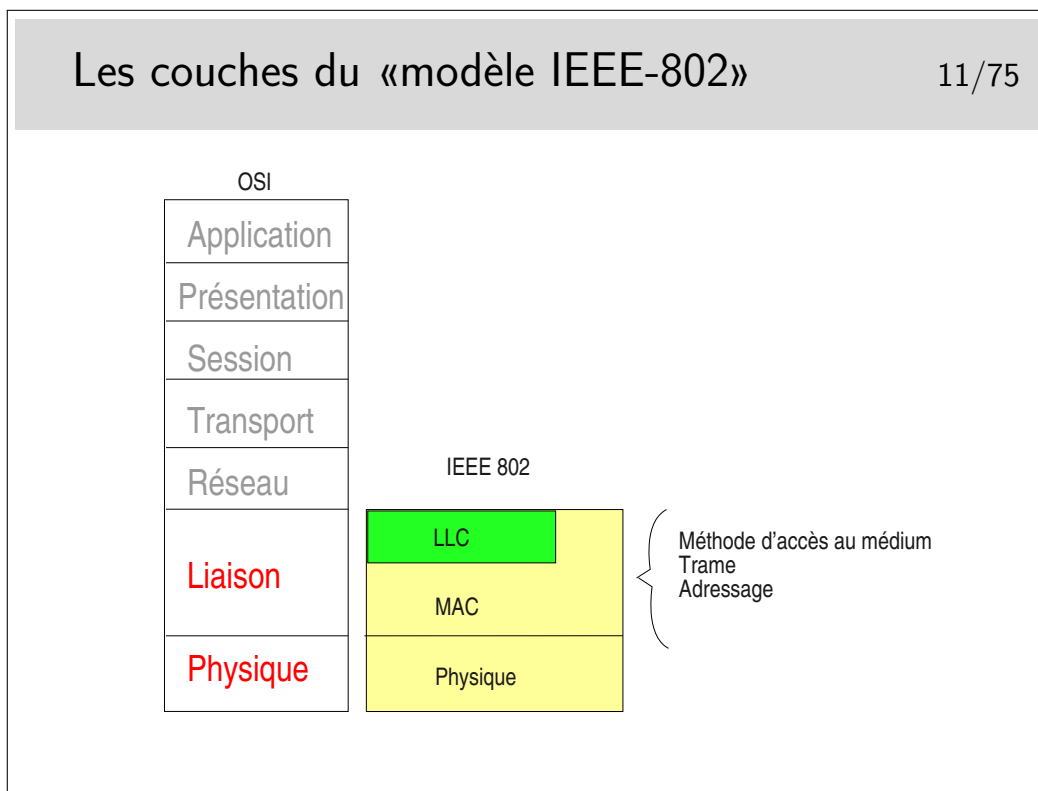 Les couches du «modèle IEEE-802» 11/75
OSI
Application
Présentation
Session
Transport
Réseau
Liaison
Physique
IEEE 802
LLC
MAC
Physique
Méthode d'accès au médium
Trame
Adressage